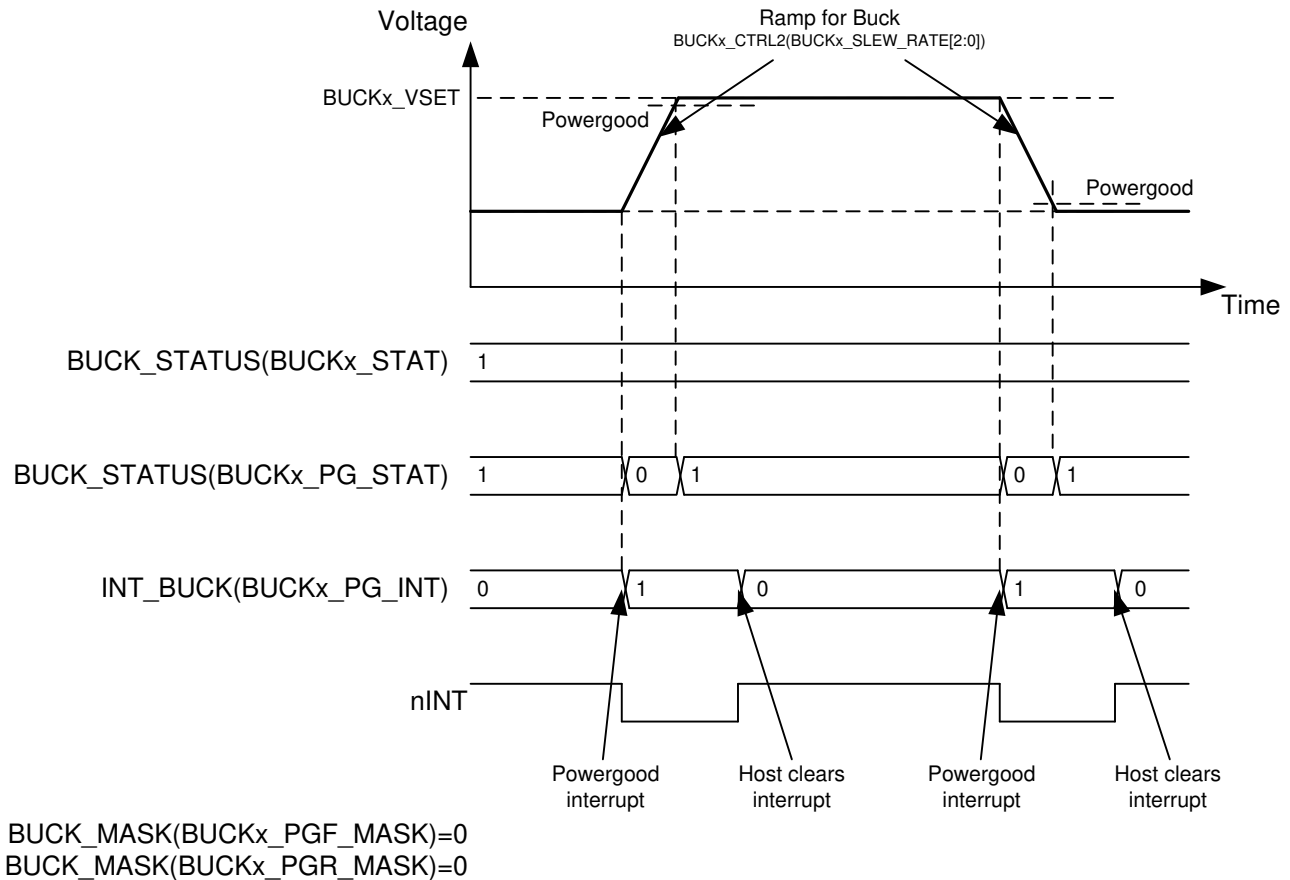 Voltage
Ramp for Buck
BUCKx_CTRL2(BUCKx_SLEW_RATE[2:0])
BUCKx_VSET
Powergood
Powergood
Time
BUCK_STATUS(BUCKx_STAT) 1
BUCK_STATUS(BUCKx_PG_STAT) 1 0 1 0 1
INT_BUCK(BUCKx_PG_INT) 0 1 0 1 0
nINT
Powergood interrupt
Host clears interrupt
Powergood interrupt
Host clears interrupt
BUCK_MASK(BUCKx_PGF_MASK)=0
BUCK_MASK(BUCKx_PGR_MASK)=0